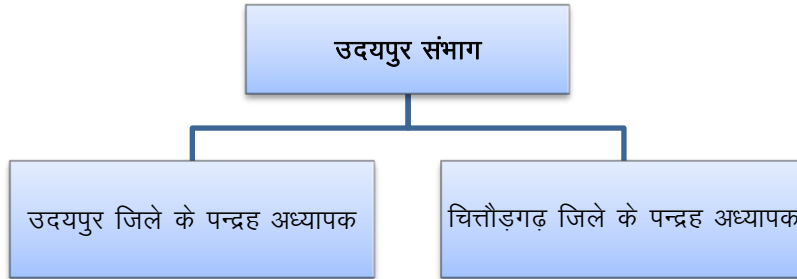 उदयपुर संभाग
उदयपुर जिले के पन्द्रह अध्यापक
चित्तौड़गढ़ जिले के पन्द्रह अध्यापक